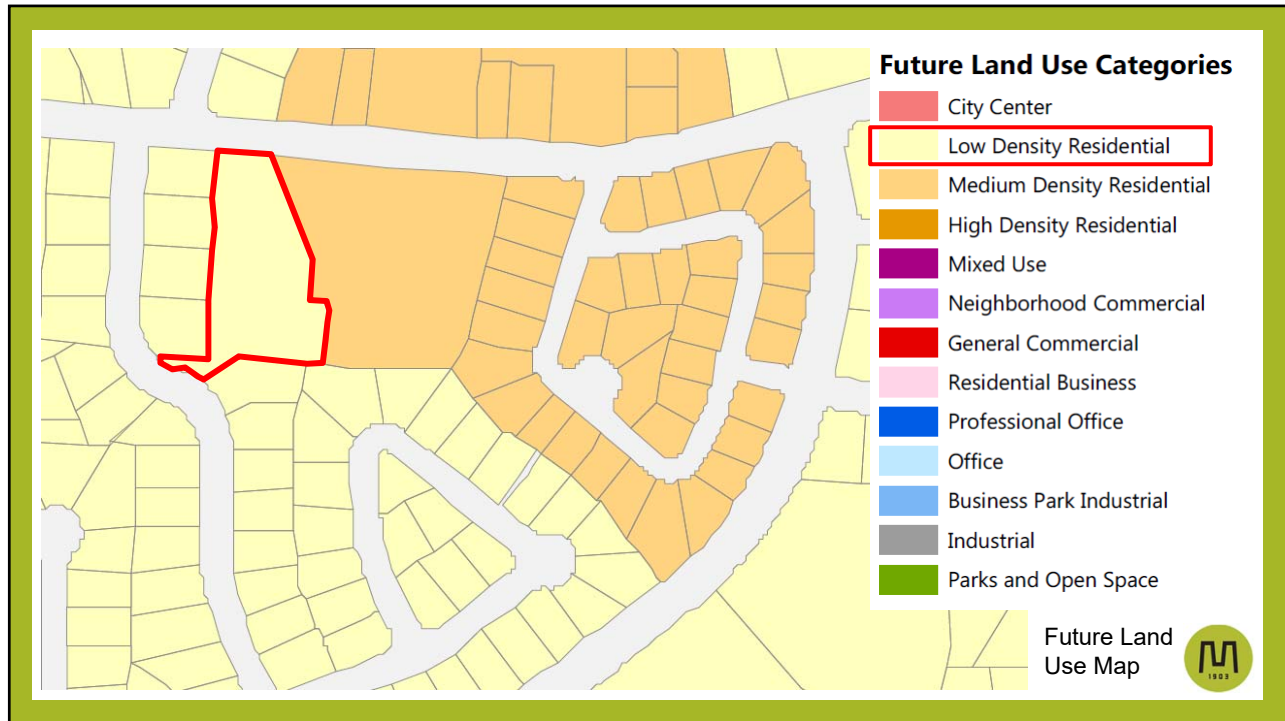 Future Land Use Categories
City Center
Low Density Residential
Medium Density Residential
High Density Residential
Mixed Use
Neighborhood Commercial
General Commercial
Residential Business
Professional Office
Office
Business Park Industrial
Industrial
Parks and Open Space
Future Land
Use Map
1903